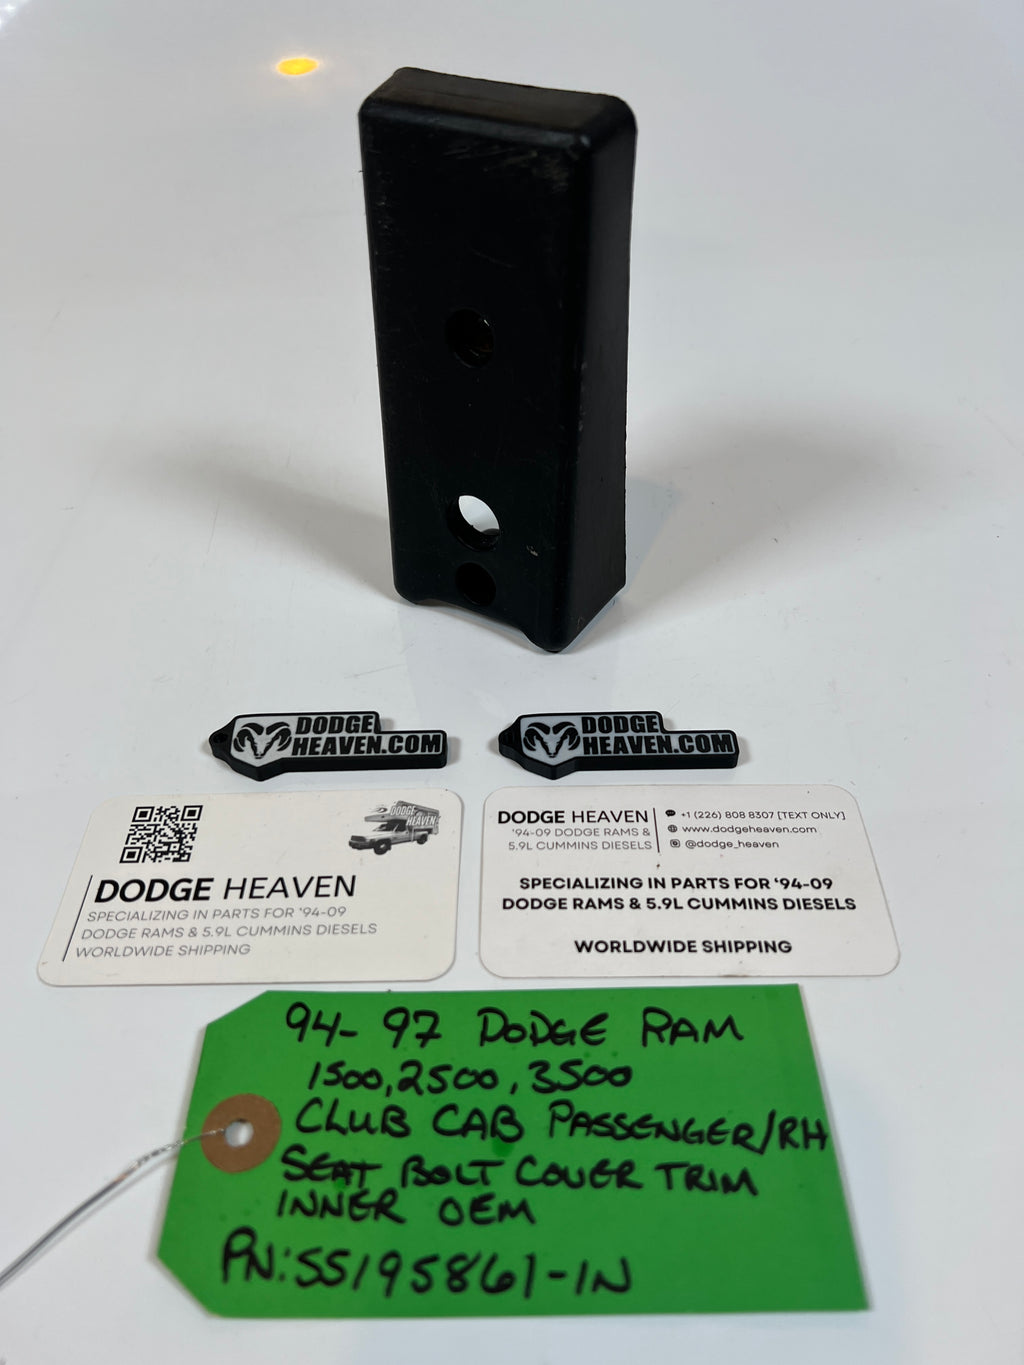 DODGE
HEAVEN.COM
DODGE
HEAVEN.COM
DODGE
HEAVEN
DODGE HEAVEN
SPECIALIZING IN PARTS FOR '94-09
DODGE RAMS & 5.9L CUMMINS DIESELS
WORLDWIDE SHIPPING
DODGE HEAVEN
'94-09 DODGE RAMS &
5.9L CUMMINS DIESELS
+1 (226) 808 8307 [TEXT ONLY]
www.dodgeheaven.com
@dodge_heaven
SPECIALIZING IN PARTS FOR '94-09
DODGE RAMS & 5.9L CUMMINS DIESELS
WORLDWIDE SHIPPING
94-97 DODGE RAM
1500, 2500, 3500
CLUB CAB PASSENGER/RH
SEAT BOLT COVER TRIM
INNER OEM
PN: 55195861-IN